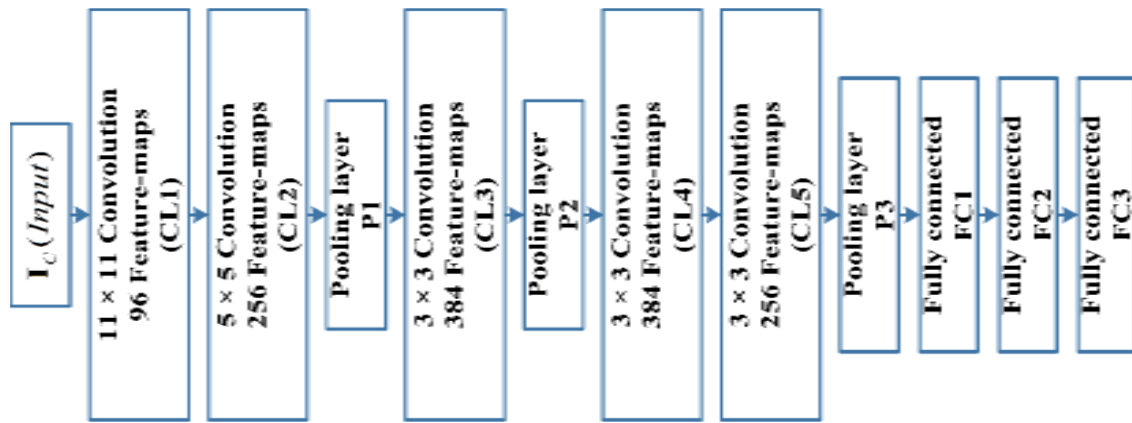 I_C (Input)
11 × 11 Convolution
96 Feature-maps
(CL1)
5 × 5 Convolution
256 Feature-maps
(CL2)
Pooling layer
P1
3 × 3 Convolution
384 Feature-maps
(CL3)
Pooling layer
P2
3 × 3 Convolution
384 Feature-maps
(CL4)
3 × 3 Convolution
256 Feature-maps
(CL5)
Pooling layer
P3
Fully connected
FC1
Fully connected
FC2
Fully connected
FC3